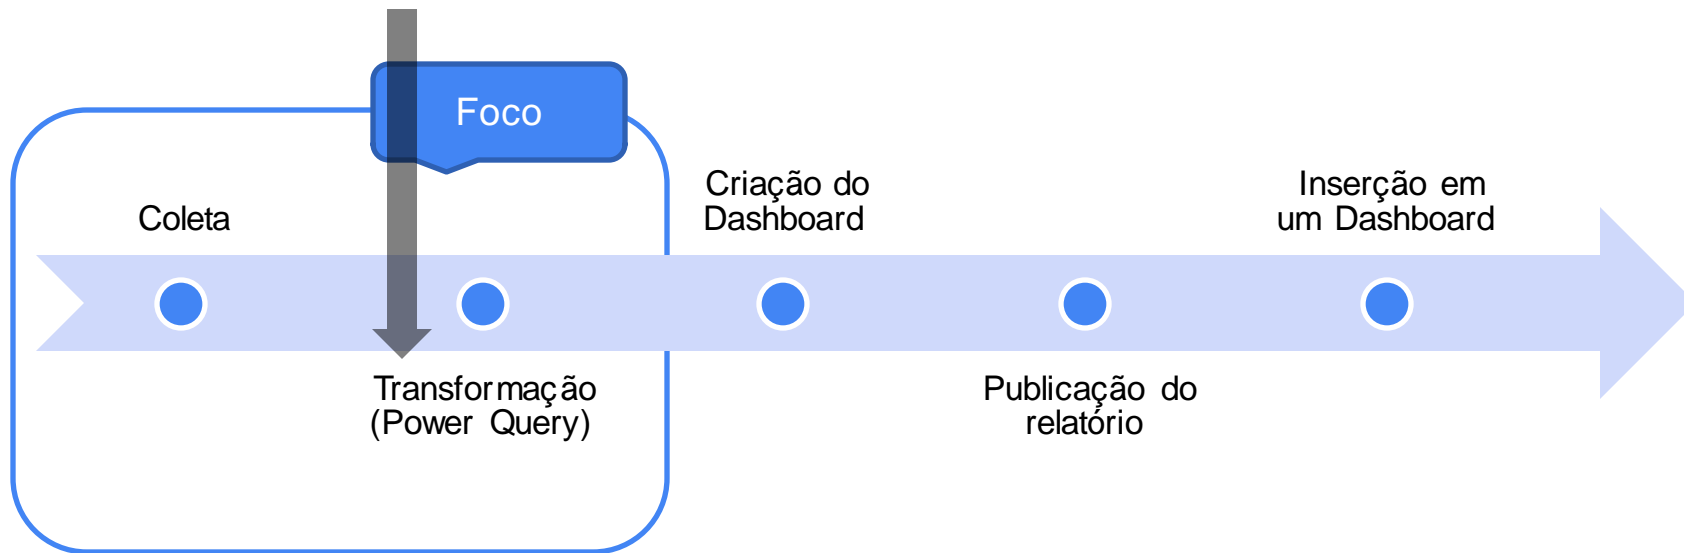 Foco
Coleta
Transformação
(Power Query)
Criação do
Dashboard
Publicação do
relatório
Inserção em
um Dashboard